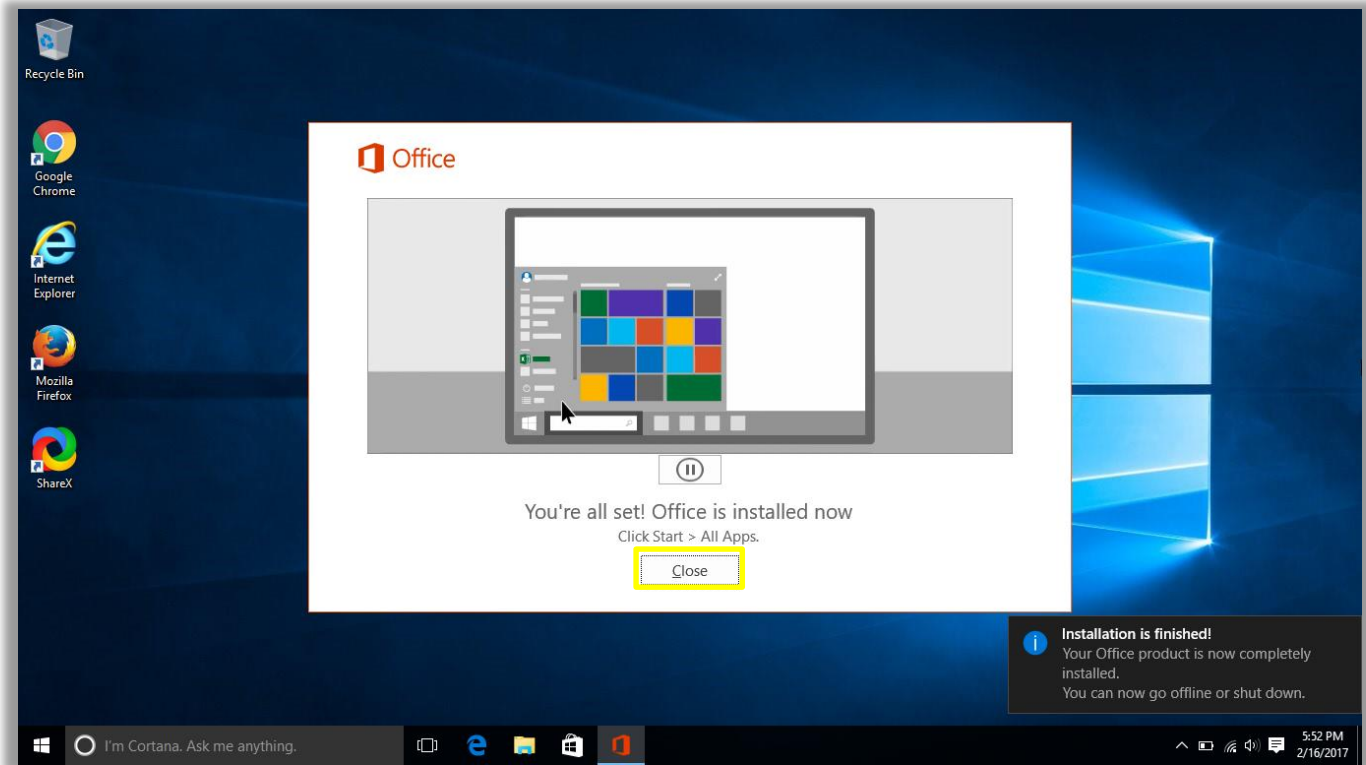 Recycle Bin
Google
Chrome
Internet
Explorer
Mozilla
Firefox
ShareX
Office
You're all set! Office is installed now
Click Start > All Apps.
Close
Installation is finished!
Your Office product is now completely
installed.
You can now go offline or shut down.
I'm Cortana. Ask me anything.
5:52 PM
2/16/2017